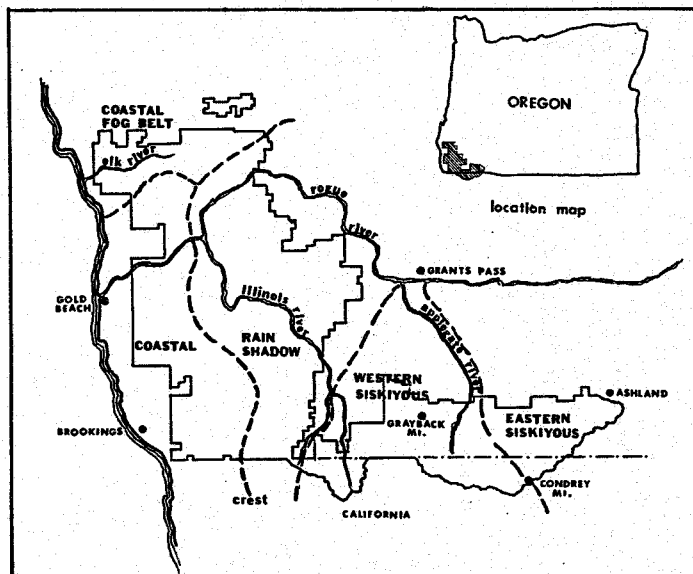 COASTAL
FOG BELT
elk river
OREGON
location map
rogue
river
GRANTS PASS
GOLD
BEACH
Illinois river
applegate river
COASTAL
RAIN
SHADOW
WESTERN
SISKIYOUS
GRAYBACK
MT.
EASTERN
SISKIYOUS
ASHLAND
BROOKINGS
crest
CALIFORNIA
CONDREY
MT.